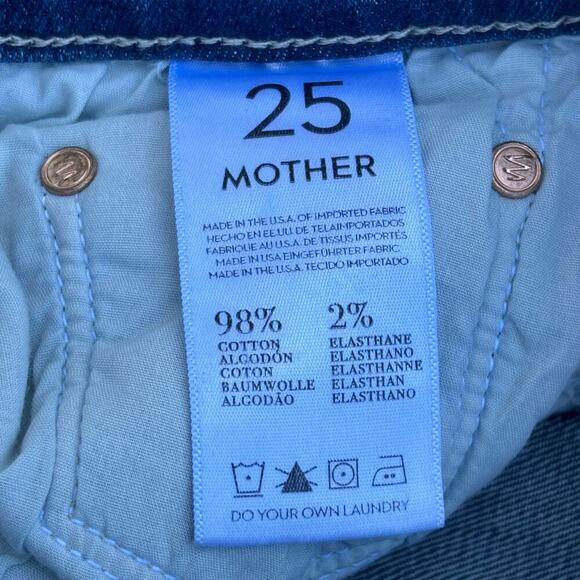 25
MOTHER
MADE IN THE U.S.A. OF IMPORTED FABRIC
HECHO EN EE.UU. DE TELAIMPORTADOS
FABRIQUE AU U.S.A. DE TISSUS IMPORTÉS
MADE IN USA EINGEFÜHRTER FABRIC
MADE IN THE U.S.A. TECIDO IMPORTADO
98% 2%
COTTON ELASTHANE
ALGODÓN ELASTHANO
COTON ELASTHANNE
BAUMWOLLE ELASTHAN
ALGODÃO ELASTHANO
DO YOUR OWN LAUNDRY